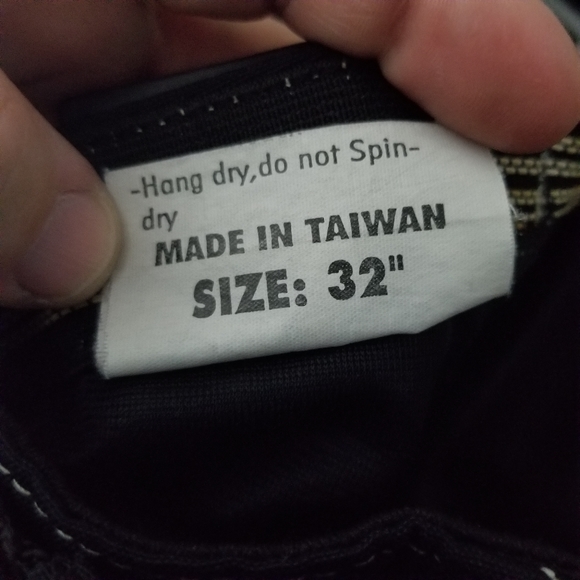 -Hang dry,do not Spin-
dry
MADE IN TAIWAN
SIZE: 32"